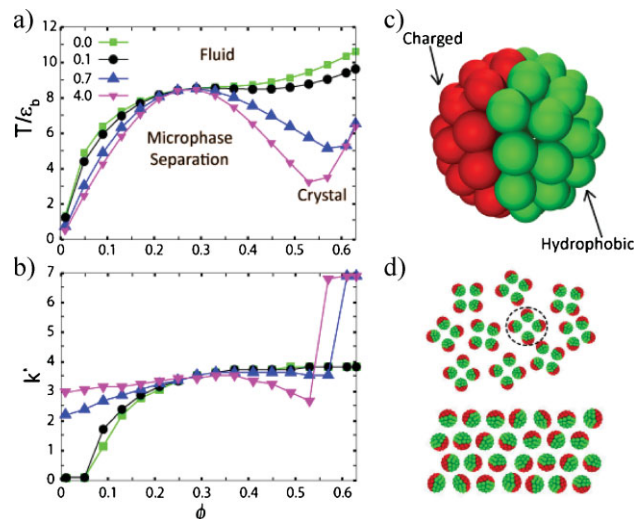 a)
12
10
8
6
4
2
0
T/ε_b
0.0
0.1
0.7
4.0
Fluid
Microphase
Separation
Crystal
0 0.1 0.2 0.3 0.4 0.5 0.6
b)
7
6
5
4
3
2
1
0
k'
0 0.1 0.2 0.3 0.4 0.5 0.6
ϕ
c)
Charged
Hydrophobic
d)